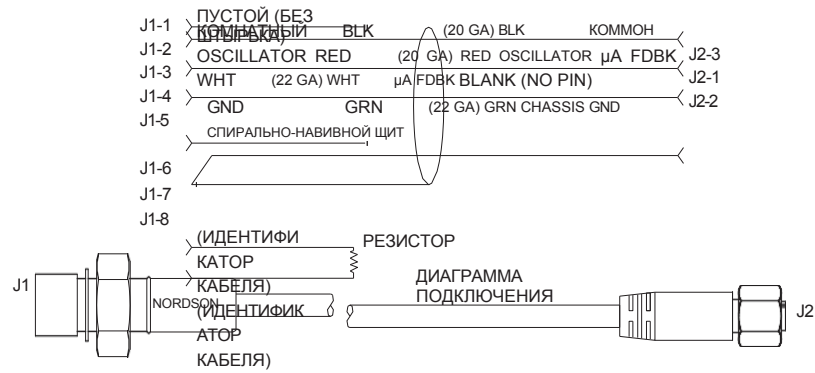 J1-1 ПУСТОЙ (БЕЗ ШТЫРЬКА)
КОМНАТНЫЙ BLK (20 GA) BLK КОММОН
J1-2 OSCILLATOR RED (20 GA) RED OSCILLATOR µA FDBK J2-3
J1-3 WHT (22 GA) WHT µA FDBK BLANK (NO PIN) J2-1
J1-4 GND GRN (22 GA) GRN CHASSIS GND J2-2
J1-5
СПИРАЛЬНО-НАВИВНОЙ ЩИТ
J1-6
J1-7
J1-8
(ИДЕНТИФИ
КАТОР
КАБЕЛЯ)
РЕЗИСТОР
J1
NORDSON
(ИДЕНТИФИК
АТОР
КАБЕЛЯ)
ДИАГРАММА
ПОДКЛЮЧЕНИЯ
J2